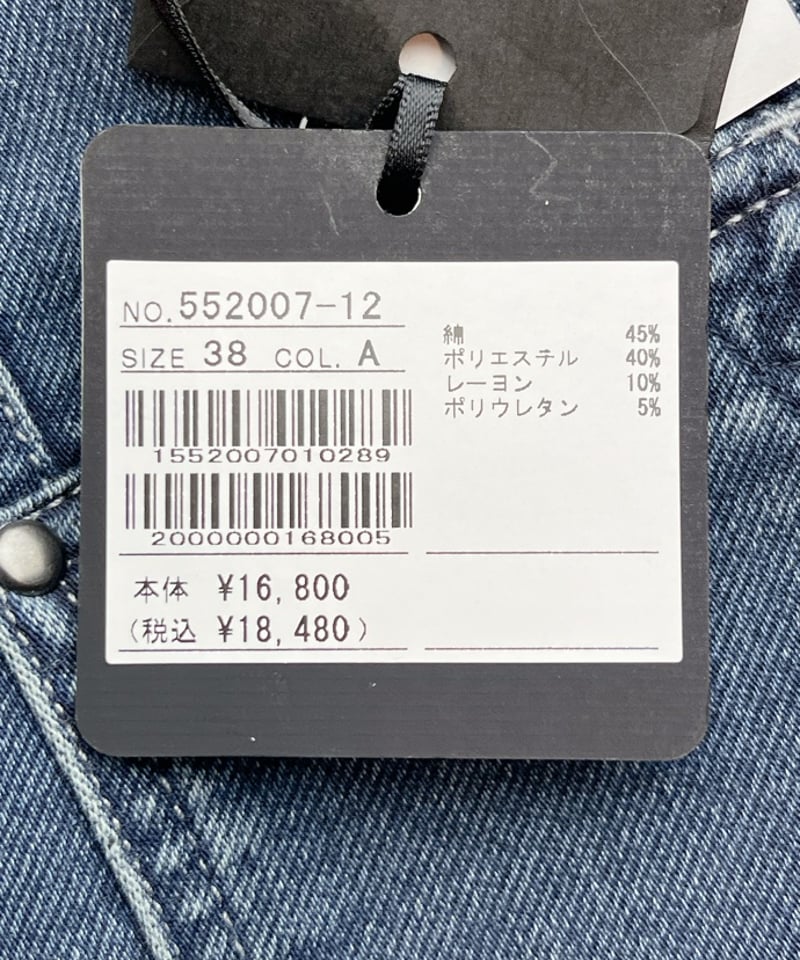 NO. 552007-12
SIZE 38 COL. A
1552007010289
2000000168005
本体 ¥16,800
(税込 ¥18,480)
綿 45%
ポリエステル 40%
レーヨン 10%
ポリウレタン 5%